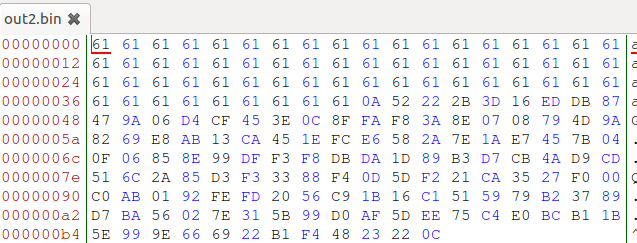 out2.bin
00000000 61 61 61 61 61 61 61 61 61 61 61 61 61 61 61 61 61 61 a
00000012 61 61 61 61 61 61 61 61 61 61 61 61 61 61 61 61 61 61 a
00000024 61 61 61 61 61 61 61 61 61 61 61 61 61 61 61 61 61 61 a
00000036 61 61 61 61 61 61 61 61 61 0A 52 22 2B 3D 16 ED DB 87 a
00000048 47 9A 06 D4 CF 45 3E 0C 8F FA F8 3A 8E 07 08 79 4D 9A G
0000005a 82 69 E8 AB 13 CA 45 1E FC E6 58 2A 7E 1A E7 45 7B 04 .
0000006c 0F 06 85 8E 99 DF F3 F8 DB DA 1D 89 B3 D7 CB 4A D9 CD .
0000007e 51 6C 2A 85 D3 F3 33 88 F4 0D 5D F2 21 CA 35 27 F0 00 Q
00000090 C0 AB 01 92 FE FD 20 56 C9 1B 16 C1 51 59 79 B2 37 89 .
000000a2 D7 BA 56 02 7E 31 5B 99 D0 AF 5D EE 75 C4 E0 BC B1 1B .
000000b4 5E 99 9E 66 69 22 B1 F4 48 23 22 0C ^